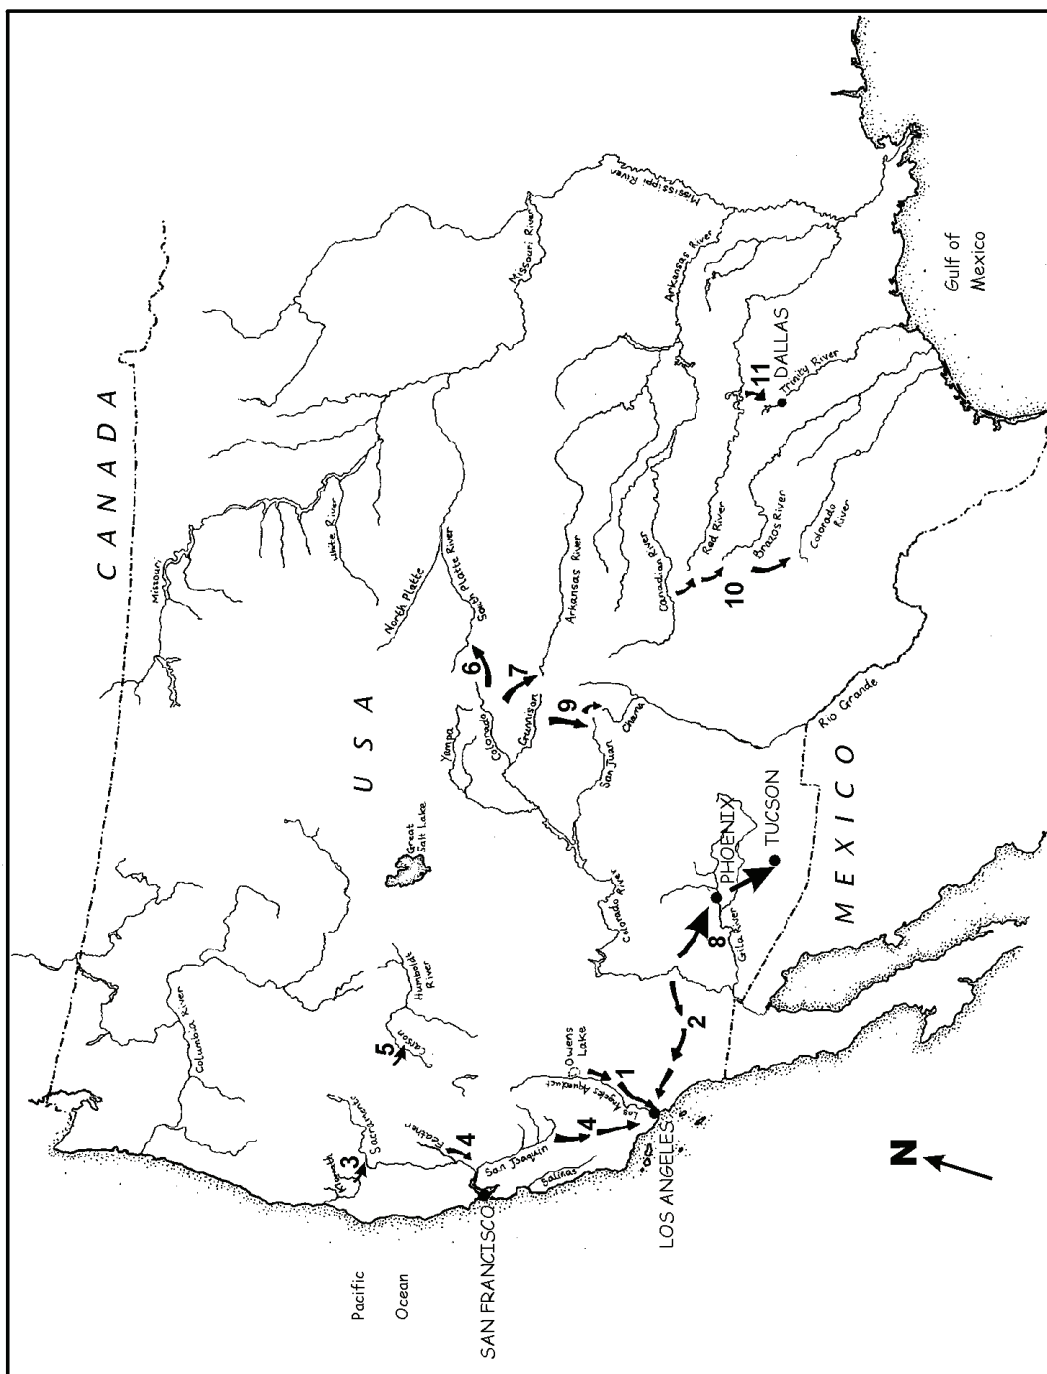 CANADA
USA
MEXICO
Pacific
Ocean
Gulf of
Mexico
Missouri
White River
North Platte
South Platte River
Missouri River
Mississippi River
Arkansas River
Arkansas River
Canadian River
Red River
Brazos River
Colorado
River
Trinity River
DALLAS
Rio Grande
Chama
San Juan
Gunnison
Colorado
Yampa
Great
Salt Lake
Colorado River
Gila River
PHOENIX
TUCSON
Columbia River
Humboldt
River
Carson
Klamath
Sacramento
Feather
San Joaquin
Salinas
Owens
Lake
Los Angeles Aqueduct
SAN FRANCISCO
LOS ANGELES
1
2
3
4
4
5
6
7
8
9
10
11
N